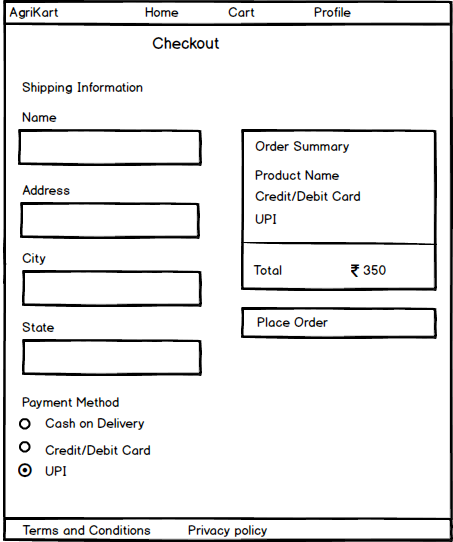 AgriKart Home Cart Profile
Checkout
Shipping Information
Name
Address
City
State
Payment Method
Cash on Delivery
Credit/Debit Card
UPI
Order Summary
Product Name
Credit/Debit Card
UPI
Total ₹ 350
Place Order
Terms and Conditions Privacy policy